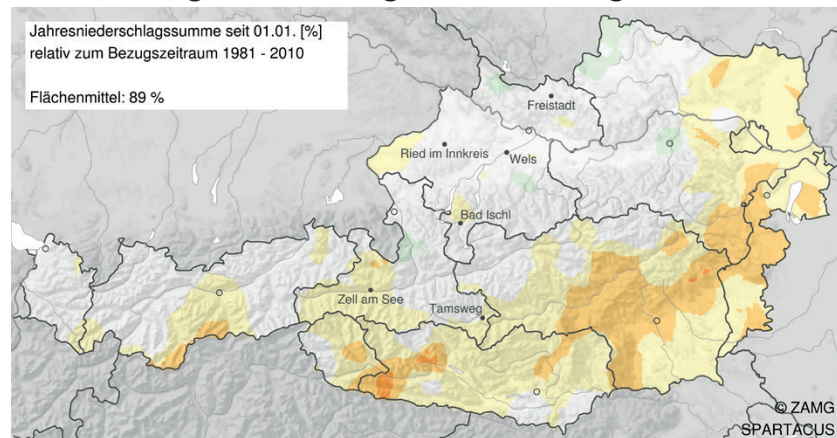 Jahresniederschlagssumme seit 01.01. [%]
relativ zum Bezugszeitraum 1981 - 2010
Flächenmittel: 89 %
Freistadt
Ried im Innkreis
Wels
Bad Ischl
Zell am See
Tamsweg
© ZAMG
SPARTACUS